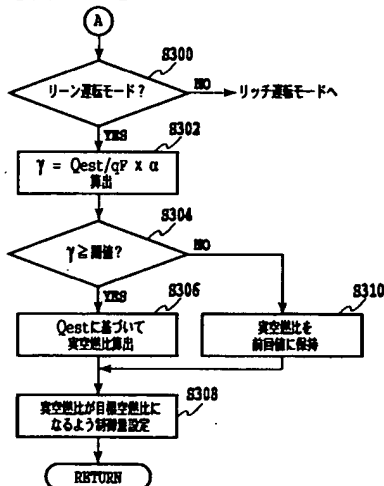 A
S300
リーン運転モード?
NO
リッチ運転モードへ
YES
S302
γ = Qest/qF x α
算出
S304
γ≧閾値?
NO
YES
S306
S310
Qestに基づいて
実空燃比算出
実空燃比を
前回値に保持
S308
実空燃比が目標空燃比に
なるよう制御量設定
RETURN